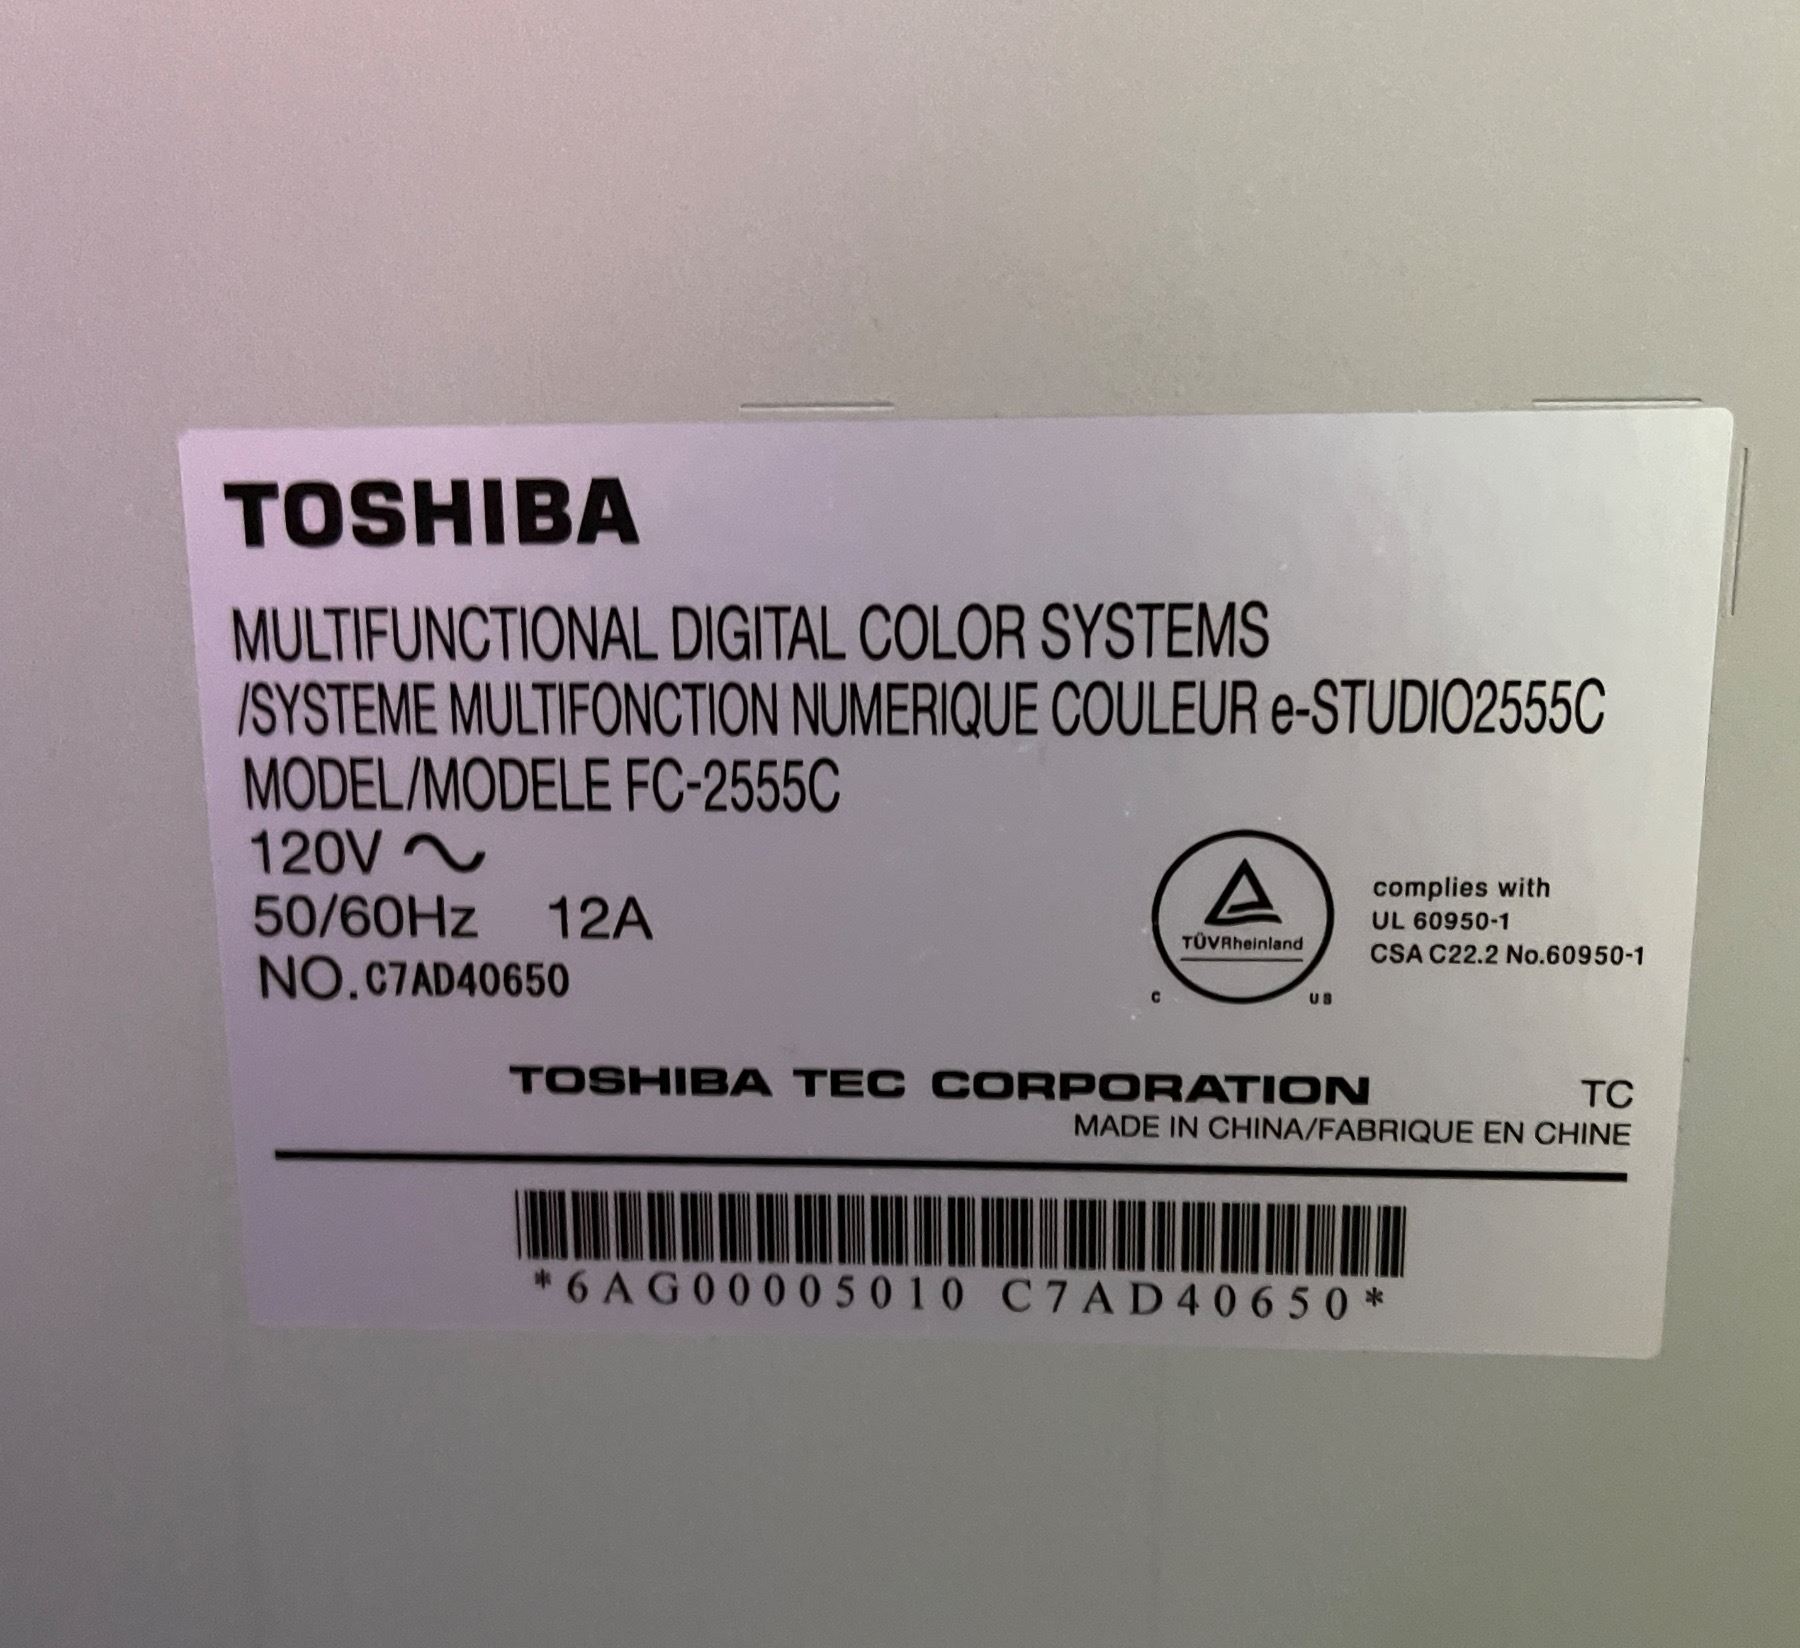 TOSHIBA
MULTIFUNCTIONAL DIGITAL COLOR SYSTEMS
/SYSTEME MULTIFONCTION NUMERIQUE COULEUR e-STUDIO2555C
MODEL/MODELE FC-2555C
120V ~
50/60Hz 12A
NO. C7AD40650
TÜVRheinland
C US
complies with
UL 60950-1
CSA C22.2 No.60950-1
TOSHIBA TEC CORPORATION TC
MADE IN CHINA/FABRIQUE EN CHINE
*6AG00005010 C7AD40650*